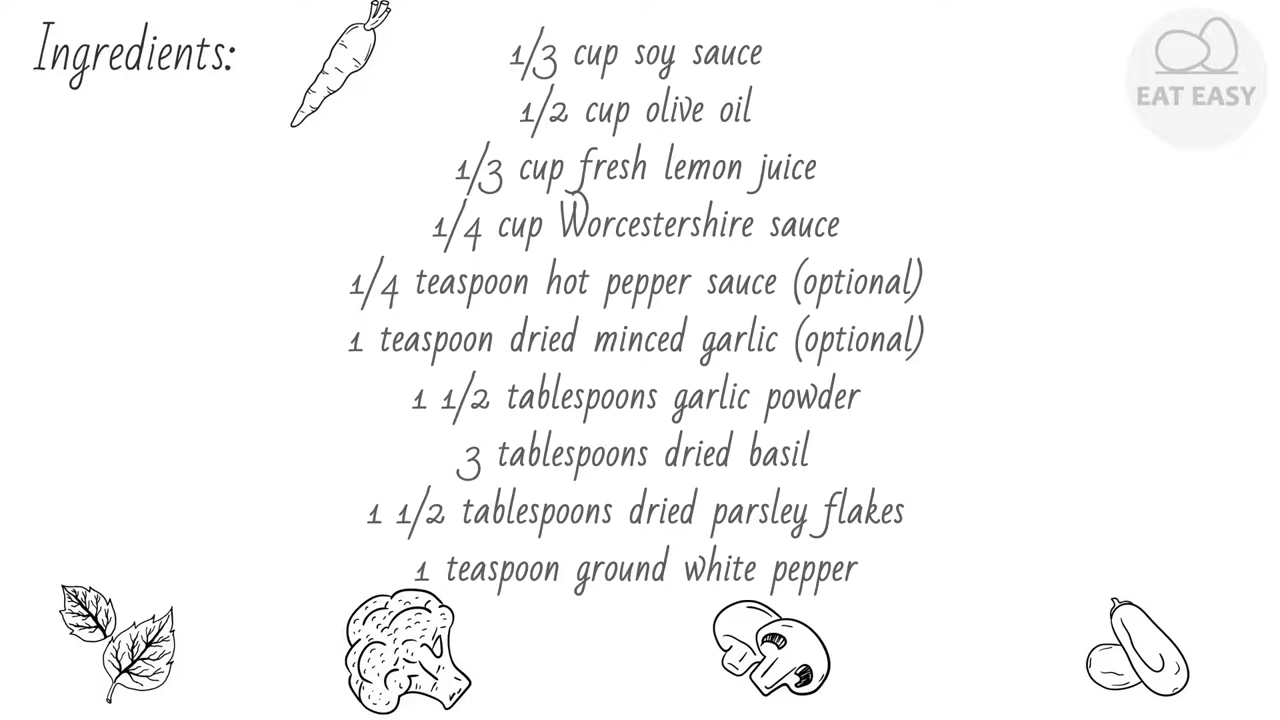 Ingredients:
1/3 cup soy sauce
1/2 cup olive oil
1/3 cup fresh lemon juice
1/4 cup Worcestershire sauce
1/4 teaspoon hot pepper sauce (optional)
1 teaspoon dried minced garlic (optional)
1 1/2 tablespoons garlic powder
3 tablespoons dried basil
1 1/2 tablespoons dried parsley flakes
1 teaspoon ground white pepper
EAT EASY